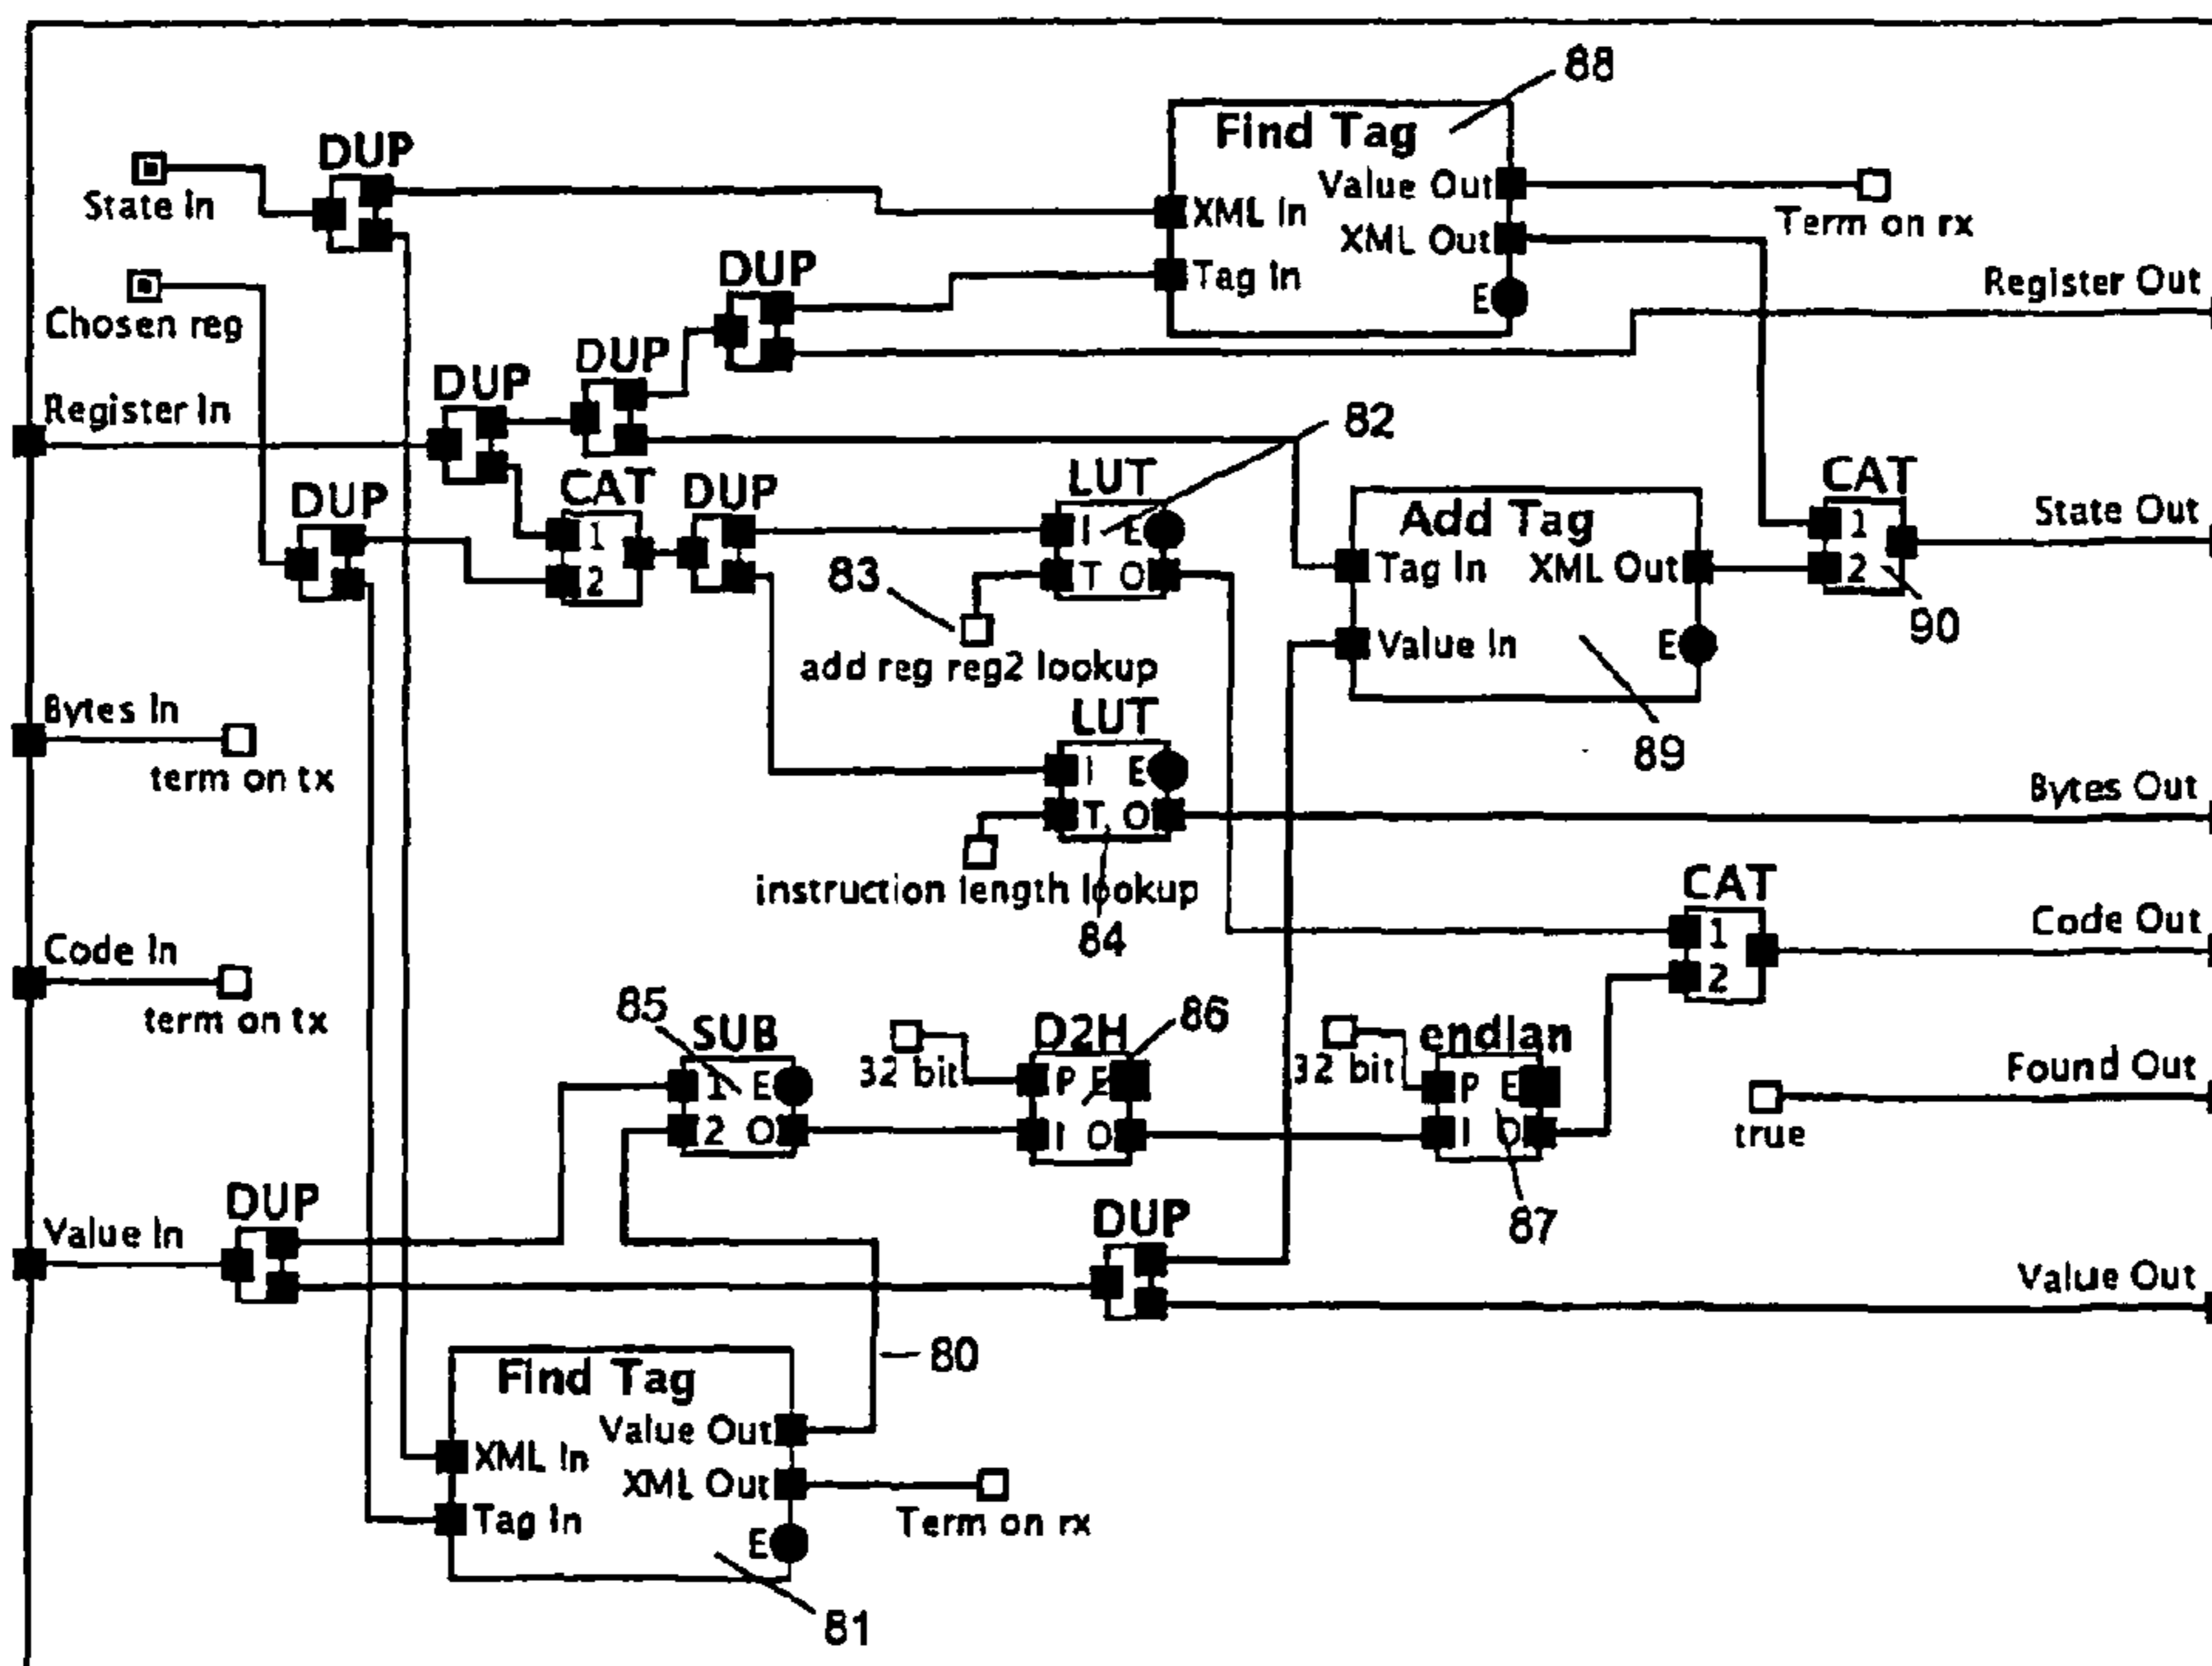 88
Find Tag
DUP
Value Out
State In
XML In
Term on rx
XML Out
DUP
Tag In
Register Out
E
Chosen reg
DUP
DUP
Register In
82
LUT
CAT
CAT
DUP
DUP
Add Tag
State Out
I E
1
1
83
T O
Tag In XML Out
2
2
90
add reg reg2 lookup
Value In E
Bytes In
LUT
89
term on tx
I E
Bytes Out
T O
instruction length lookup
CAT
84
1
Code Out
Code In
2
85
86
term on tx
SUB
D2H
endian
32 bit
32 bit
Found Out
1 E
P E
P E
2 O
I O
I O
true
87
DUP
DUP
Value In
Value Out
80
Find Tag
Value Out
XML In
XML Out
Tag In
Term on rx
E
81